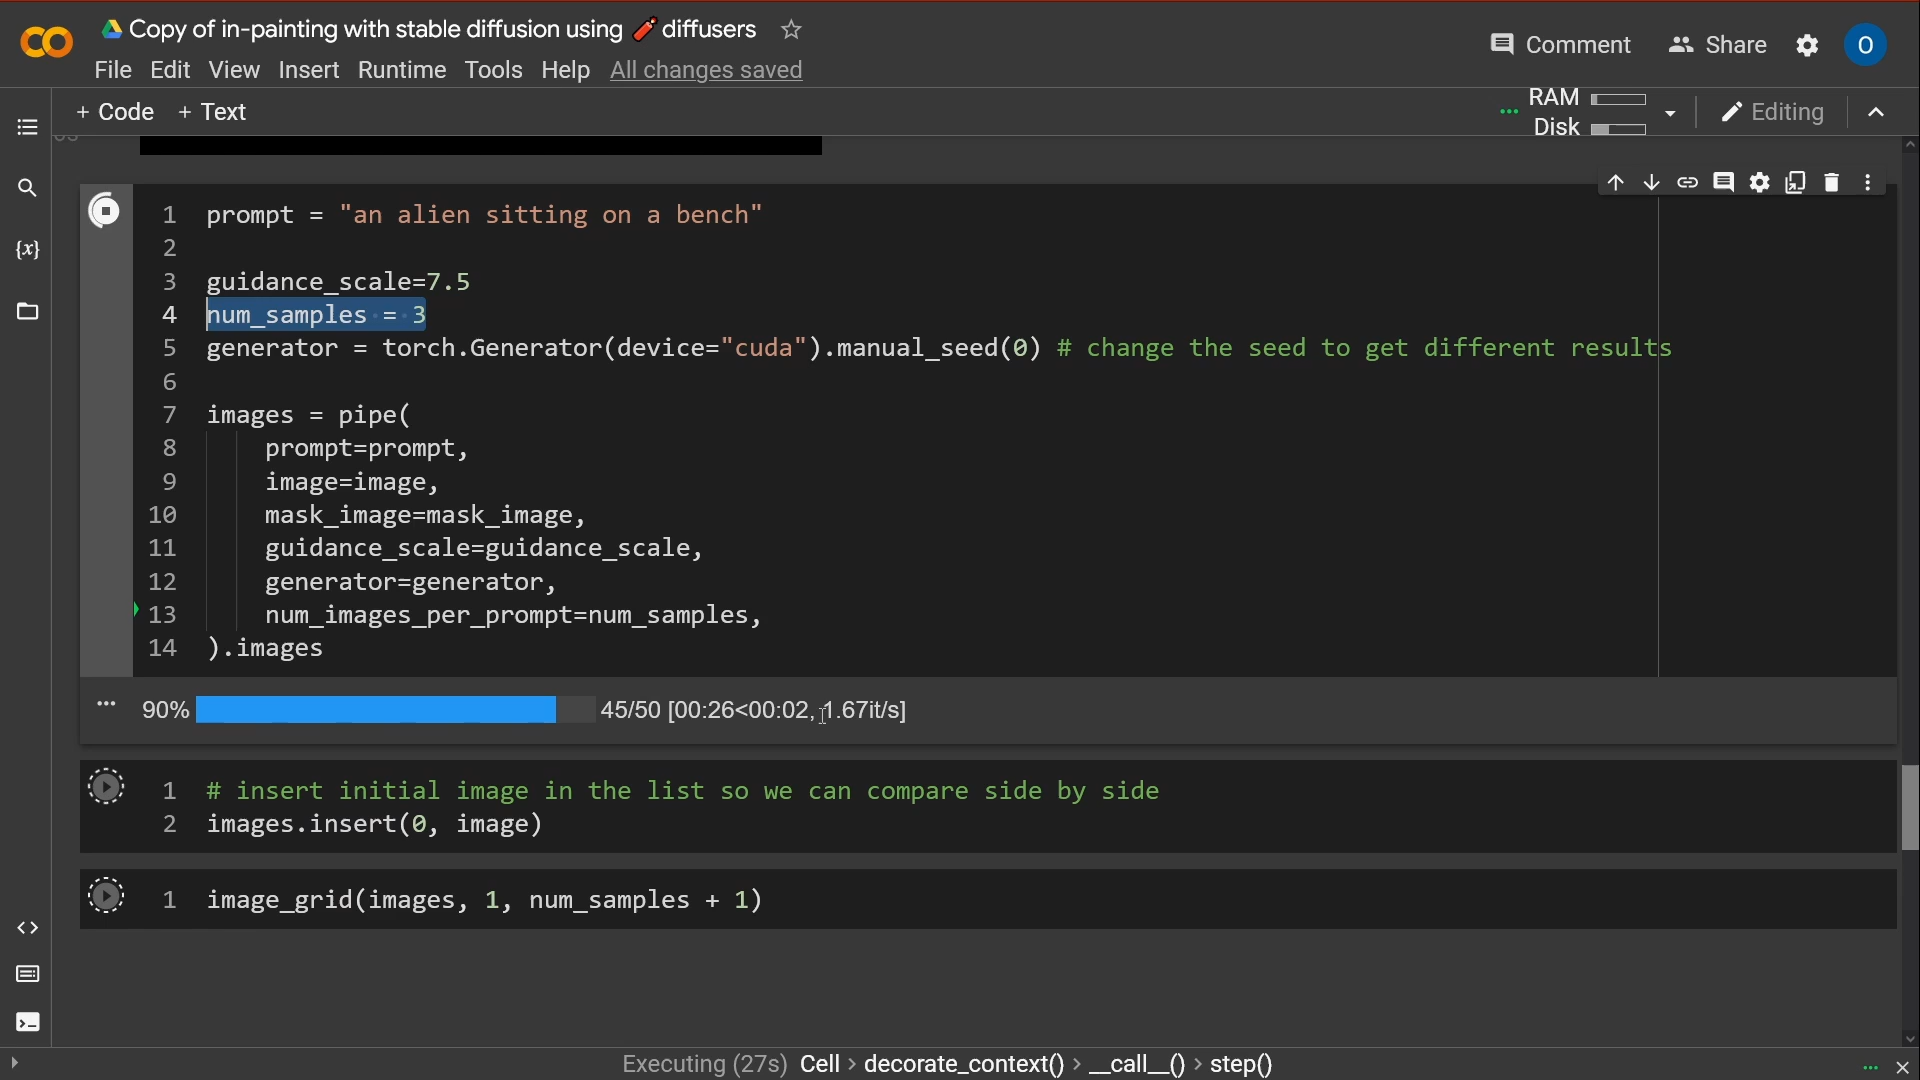 Copy of in-painting with stable diffusion using 🧨 diffusers
Comment Share O
File Edit View Insert Runtime Tools Help All changes saved
+ Code + Text
RAM
Disk
Editing
1 prompt = "an alien sitting on a bench"
2
3 guidance_scale=7.5
4 num_samples = 3
5 generator = torch.Generator(device="cuda").manual_seed(0) # change the seed to get different results
6
7 images = pipe(
8 prompt=prompt,
9 image=image,
10 mask_image=mask_image,
11 guidance_scale=guidance_scale,
12 generator=generator,
13 num_images_per_prompt=num_samples,
14 ).images
90% 45/50 [00:26<00:02, 1.67it/s]
1 # insert initial image in the list so we can compare side by side
2 images.insert(0, image)
1 image_grid(images, 1, num_samples + 1)
{x}
Executing (27s) Cell > decorate_context() > __call__() > step()